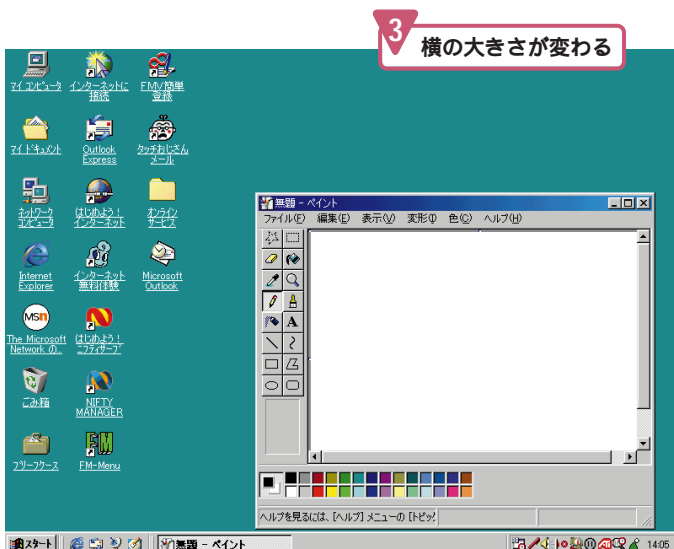 3
横の大きさが変わる
マイ コンピュータ
インターネットに
接続
FMV簡単
登録
マイ ドキュメント
Outlook
Express
タッチおじさん
メール
ネットワーク
コンピュータ
はじめよう!
インターネット
オンライン
サービス
Internet
Explorer
インターネット
無料体験
Microsoft
Outlook
msn
The Microsoft
Network の...
はじめよう!
ニフティサーブ
ごみ箱
NIFTY
MANAGER
ブリーフケース
FM
FM-Menu
無題 - ペイント
ファイル(F) 編集(E) 表示(V) 変形(I) 色(C) ヘルプ(H)
A
ヘルプを見るには、[ヘルプ] メニューの [トピッ
スタート
無題 - ペイント
14:05